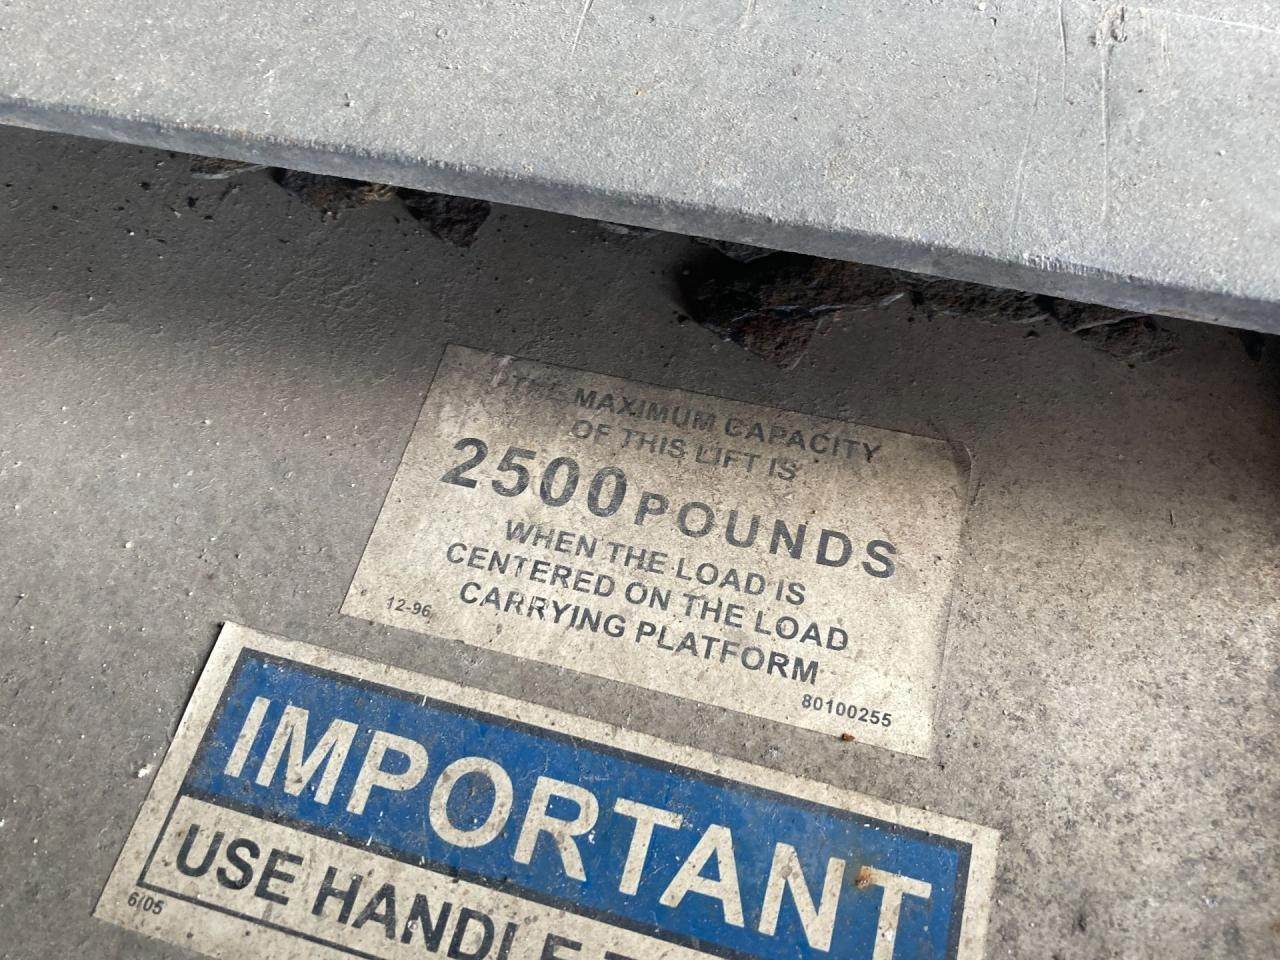 THE MAXIMUM CAPACITY
OF THIS LIFT IS
2500 POUNDS
WHEN THE LOAD IS
CENTERED ON THE LOAD
CARRYING PLATFORM
12-96
80100255
IMPORTANT
USE HANDLE
6/05